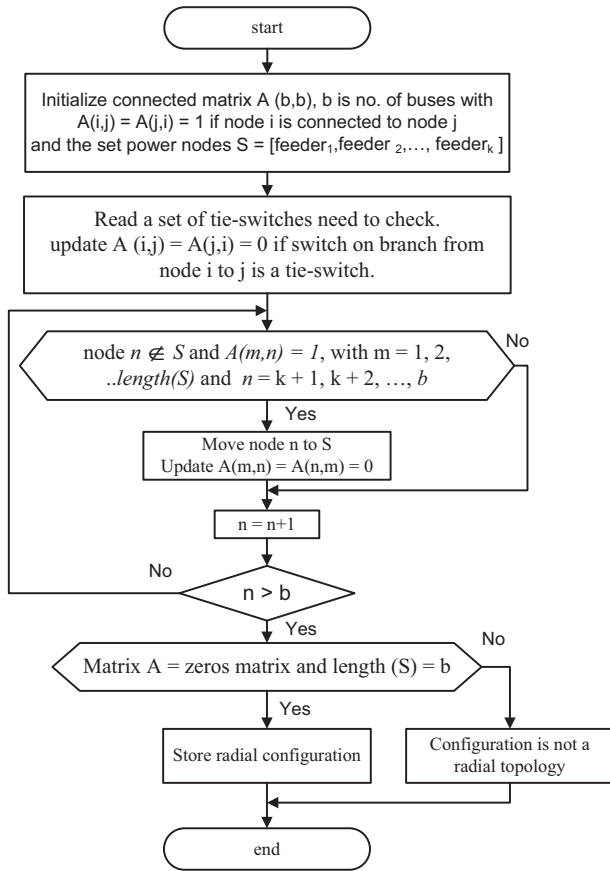 start
Initialize connected matrix A (b,b), b is no. of buses with
A(i,j) = A(j,i) = 1 if node i is connected to node j
and the set power nodes S = [feeder1,feeder 2,…, feederk ]
Read a set of tie-switches need to check.
update A (i,j) = A(j,i) = 0 if switch on branch from
node i to j is a tie-switch.
node n ∉ S and A(m,n) = 1, with m = 1, 2,
..length(S) and n = k + 1, k + 2, …, b
No
Yes
Move node n to S
Update A(m,n) = A(n,m) = 0
n = n+1
No
n > b
Yes
No
Matrix A = zeros matrix and length (S) = b
Yes
Store radial configuration
Configuration is not a
radial topology
end